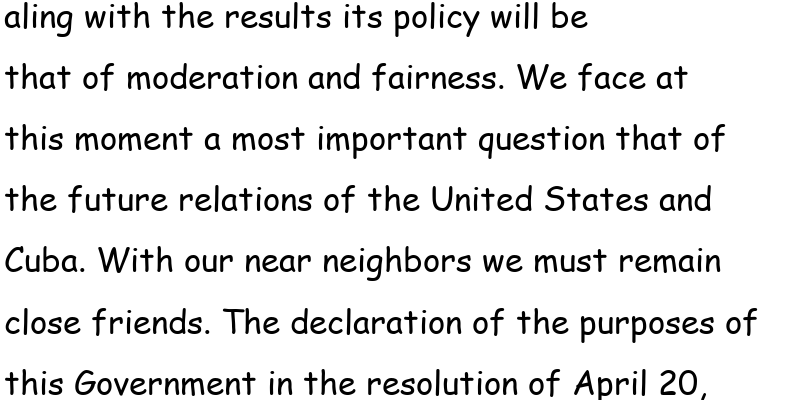 aling with the results its policy will be
that of moderation and fairness. We face at
this moment a most important question that of
the future relations of the United States and
Cuba. With our near neighbors we must remain
close friends. The declaration of the purposes of
this Government in the resolution of April 20,